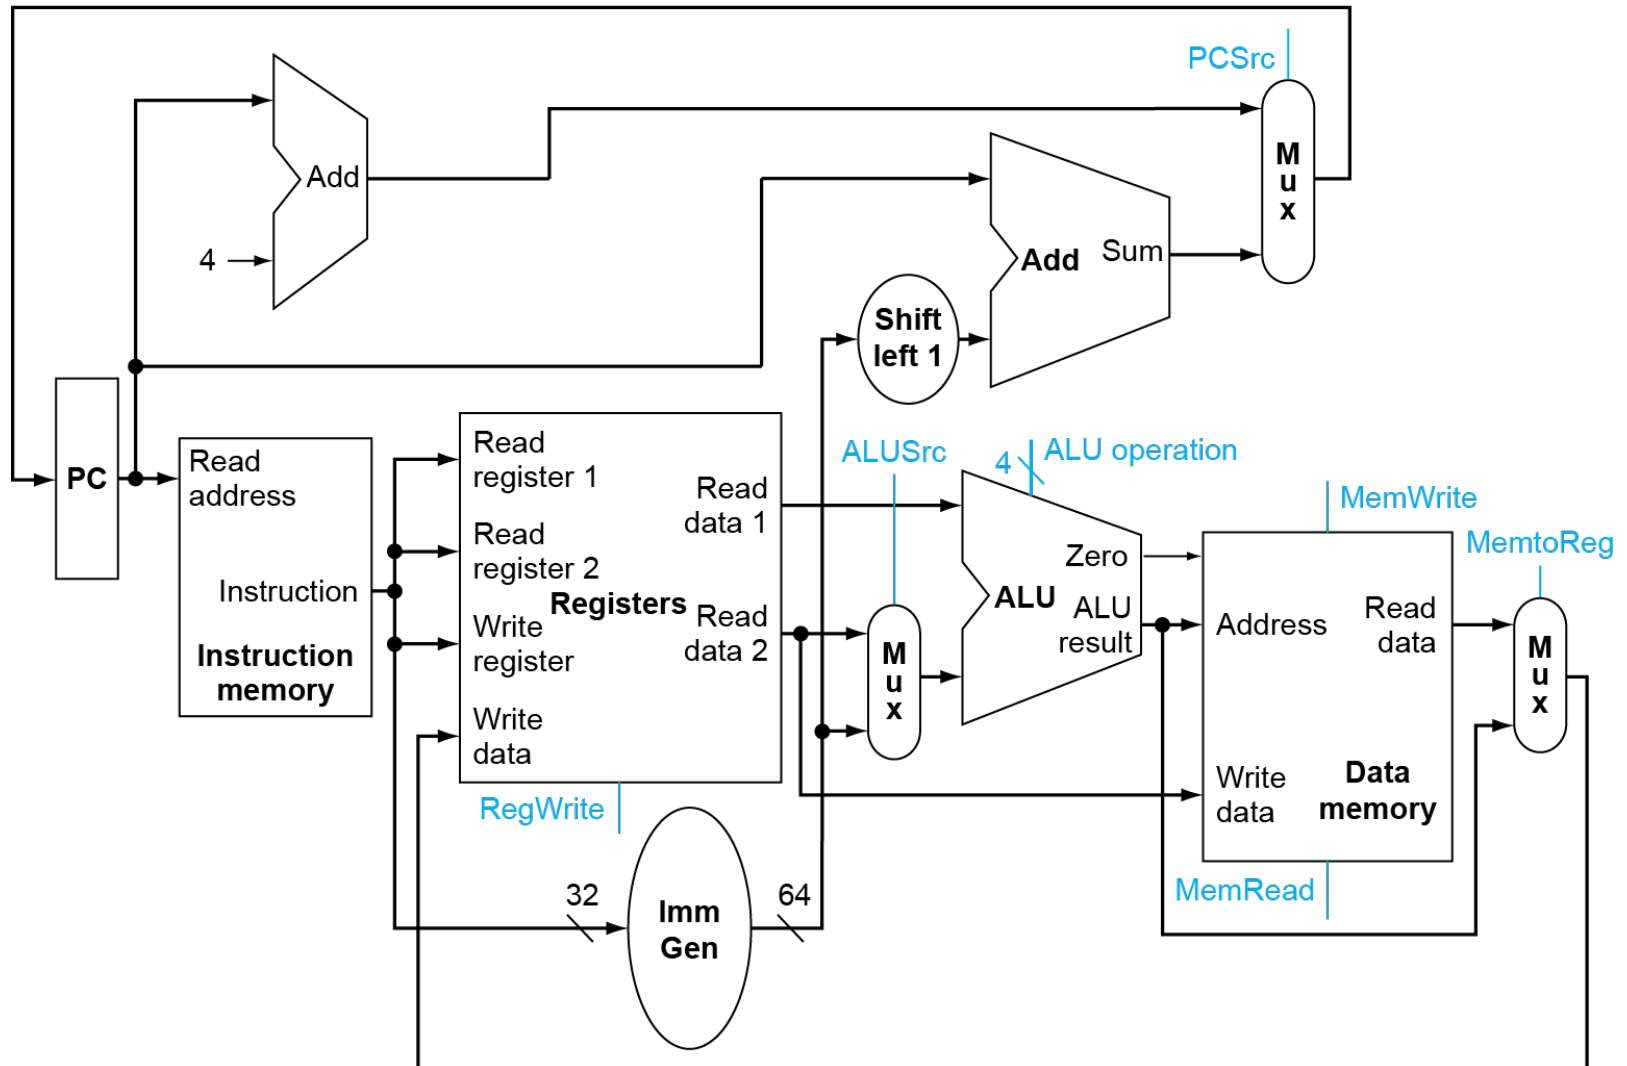 PCSrc
M
u
x
Add
4
Add
Sum
Shift
left 1
PC
Read
address
Instruction
Instruction
memory
Read
register 1
Read
register 2
Write
register
Write
data
Registers
Read
data 1
Read
data 2
RegWrite
ALUSrc
M
u
x
4
ALU operation
Zero
ALU
ALU
result
MemWrite
MemtoReg
Address
Read
data
Write
data
Data
memory
MemRead
M
u
x
32
Imm
Gen
64